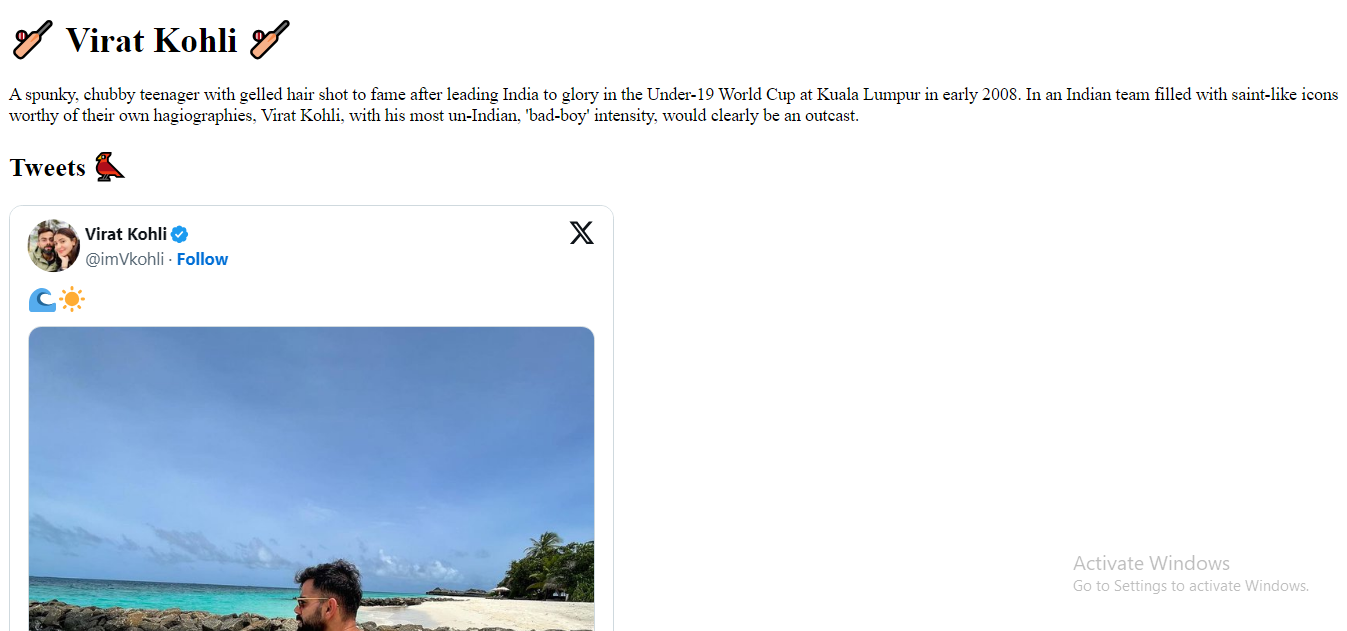 🏏 Virat Kohli 🏏
A spunky, chubby teenager with gelled hair shot to fame after leading India to glory in the Under-19 World Cup at Kuala Lumpur in early 2008. In an Indian team filled with saint-like icons
worthy of their own hagiographies, Virat Kohli, with his most un-Indian, 'bad-boy' intensity, would clearly be an outcast.
Tweets
Virat Kohli
@imVkohli · Follow
🌊☀️
Activate Windows
Go to Settings to activate Windows.